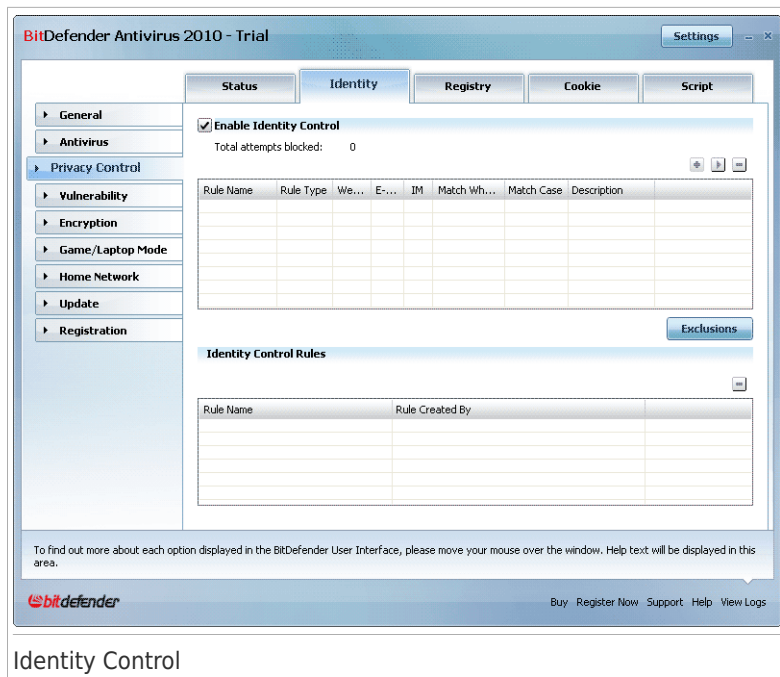 BitDefender Antivirus 2010 - Trial
Settings
Status Identity Registry Cookie Script
General
Antivirus
Privacy Control
Vulnerability
Encryption
Game/Laptop Mode
Home Network
Update
Registration
Enable Identity Control
Total attempts blocked: 0
Rule Name Rule Type We... E-... IM Match Wh... Match Case Description
Exclusions
Identity Control Rules
Rule Name Rule Created By
To find out more about each option displayed in the BitDefender User Interface, please move your mouse over the window. Help text will be displayed in this
area.
bitdefender
Buy Register Now Support Help View Logs
Identity Control